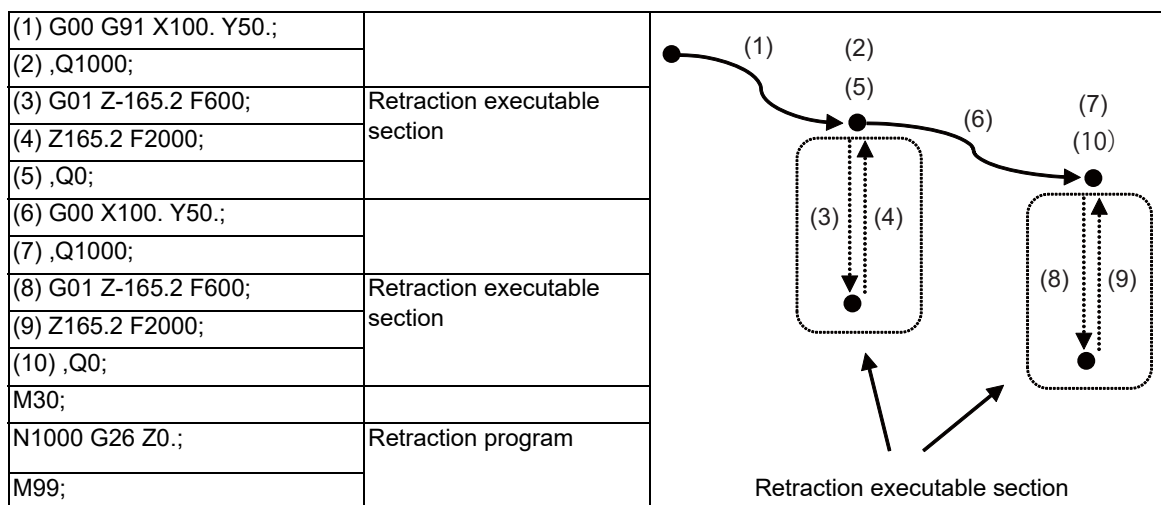 (1) G00 G91 X100. Y50.;
(2) ,Q1000;
(3) G01 Z-165.2 F600;
Retraction executable
section
(4) Z165.2 F2000;
(5) ,Q0;
(6) G00 X100. Y50.;
(7) ,Q1000;
(8) G01 Z-165.2 F600;
Retraction executable
section
(9) Z165.2 F2000;
(10) ,Q0;
M30;
N1000 G26 Z0.;
Retraction program
M99;
(1)
(2)
(5)
(6)
(7)
(10)
(3)
(4)
(8)
(9)
Retraction executable section